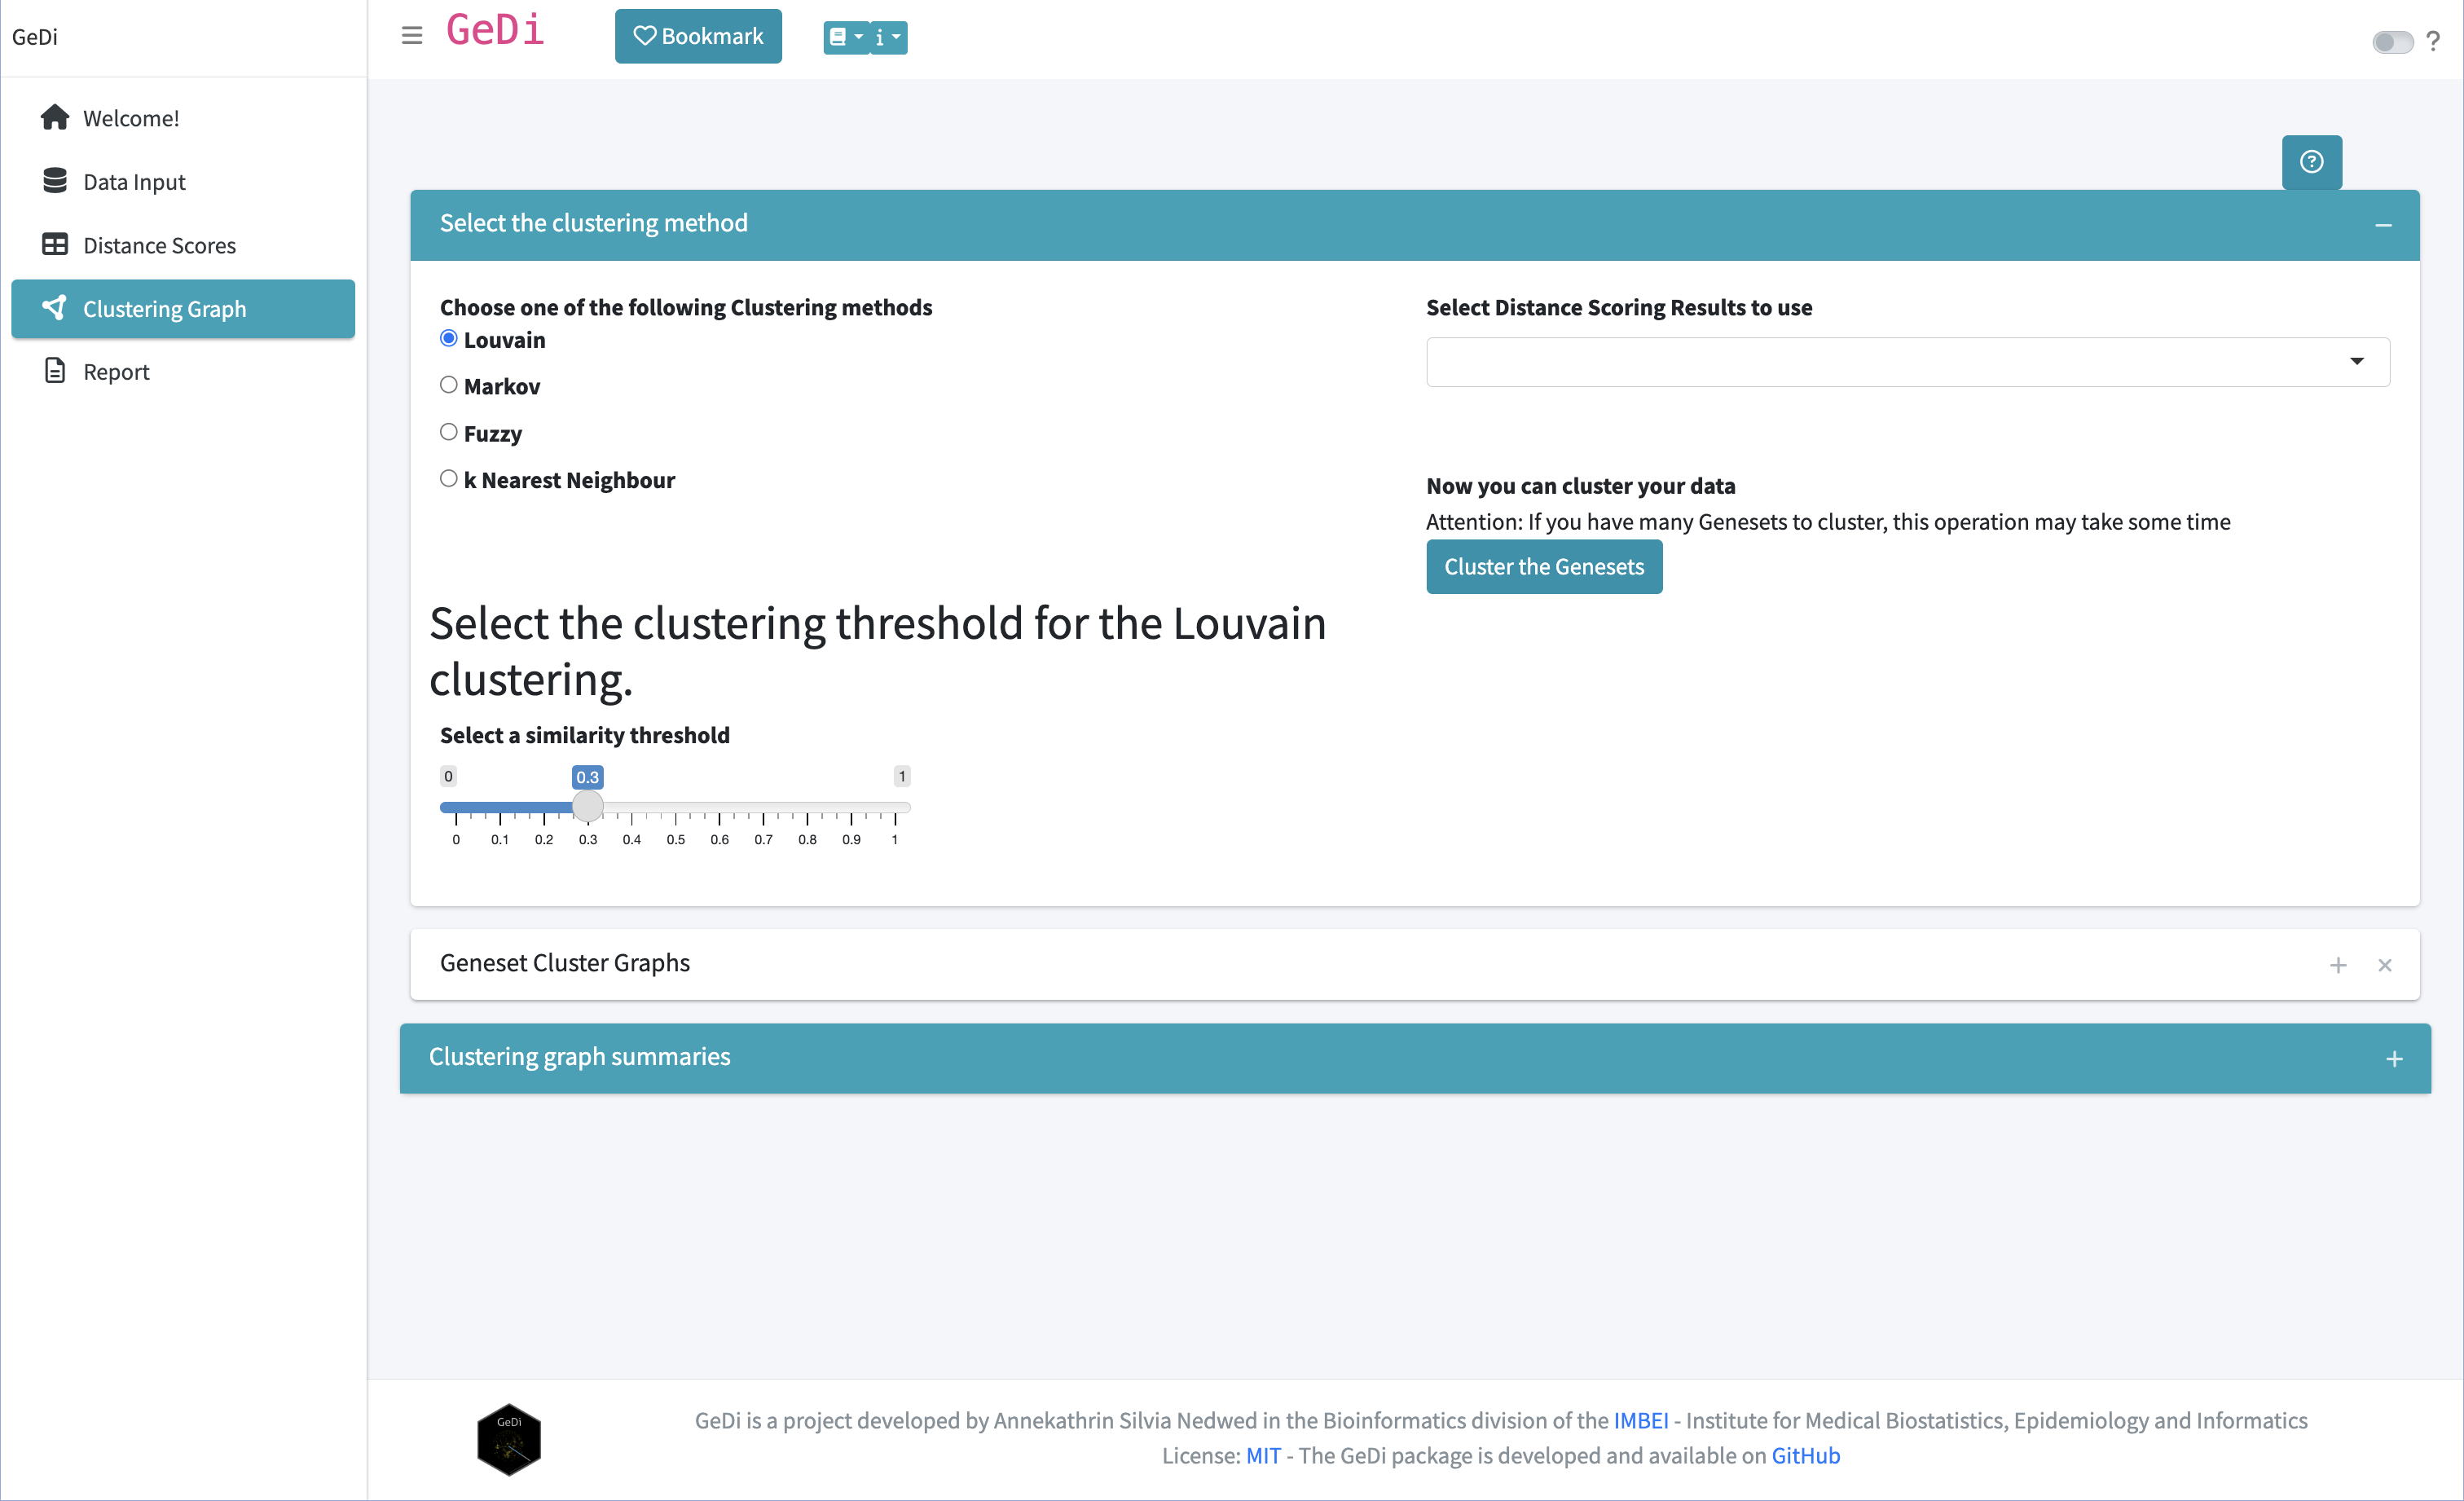 GeDi
GeDi
Bookmark
i
?
Welcome!
Data Input
Distance Scores
Clustering Graph
Report
?
Select the clustering method
Choose one of the following Clustering methods
Louvain
Markov
Fuzzy
k Nearest Neighbour
Select Distance Scoring Results to use
Now you can cluster your data
Attention: If you have many Genesets to cluster, this operation may take some time
Cluster the Genesets
Select the clustering threshold for the Louvain
clustering.
Select a similarity threshold
0 0.3 1
0 0.1 0.2 0.3 0.4 0.5 0.6 0.7 0.8 0.9 1
Geneset Cluster Graphs
Clustering graph summaries
GeDi
GeDi is a project developed by Annekathrin Silvia Nedwed in the Bioinformatics division of the IMBEI - Institute for Medical Biostatistics, Epidemiology and Informatics
License: MIT - The GeDi package is developed and available on GitHub